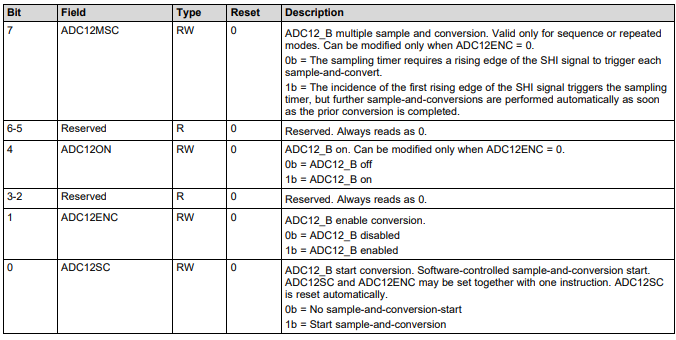 Bit Field Type Reset Description
7 ADC12MSC RW 0 ADC12_B multiple sample and conversion. Valid only for sequence or repeated
modes. Can be modified only when ADC12ENC = 0.
0b = The sampling timer requires a rising edge of the SHI signal to trigger each
sample-and-convert.
1b = The incidence of the first rising edge of the SHI signal triggers the sampling
timer, but further sample-and-conversions are performed automatically as soon
as the prior conversion is completed.
6-5 Reserved R 0 Reserved. Always reads as 0.
4 ADC12ON RW 0 ADC12_B on. Can be modified only when ADC12ENC = 0.
0b = ADC12_B off
1b = ADC12_B on
3-2 Reserved R 0 Reserved. Always reads as 0.
1 ADC12ENC RW 0 ADC12_B enable conversion.
0b = ADC12_B disabled
1b = ADC12_B enabled
0 ADC12SC RW 0 ADC12_B start conversion. Software-controlled sample-and-conversion start.
ADC12SC and ADC12ENC may be set together with one instruction. ADC12SC
is reset automatically.
0b = No sample-and-conversion-start
1b = Start sample-and-conversion